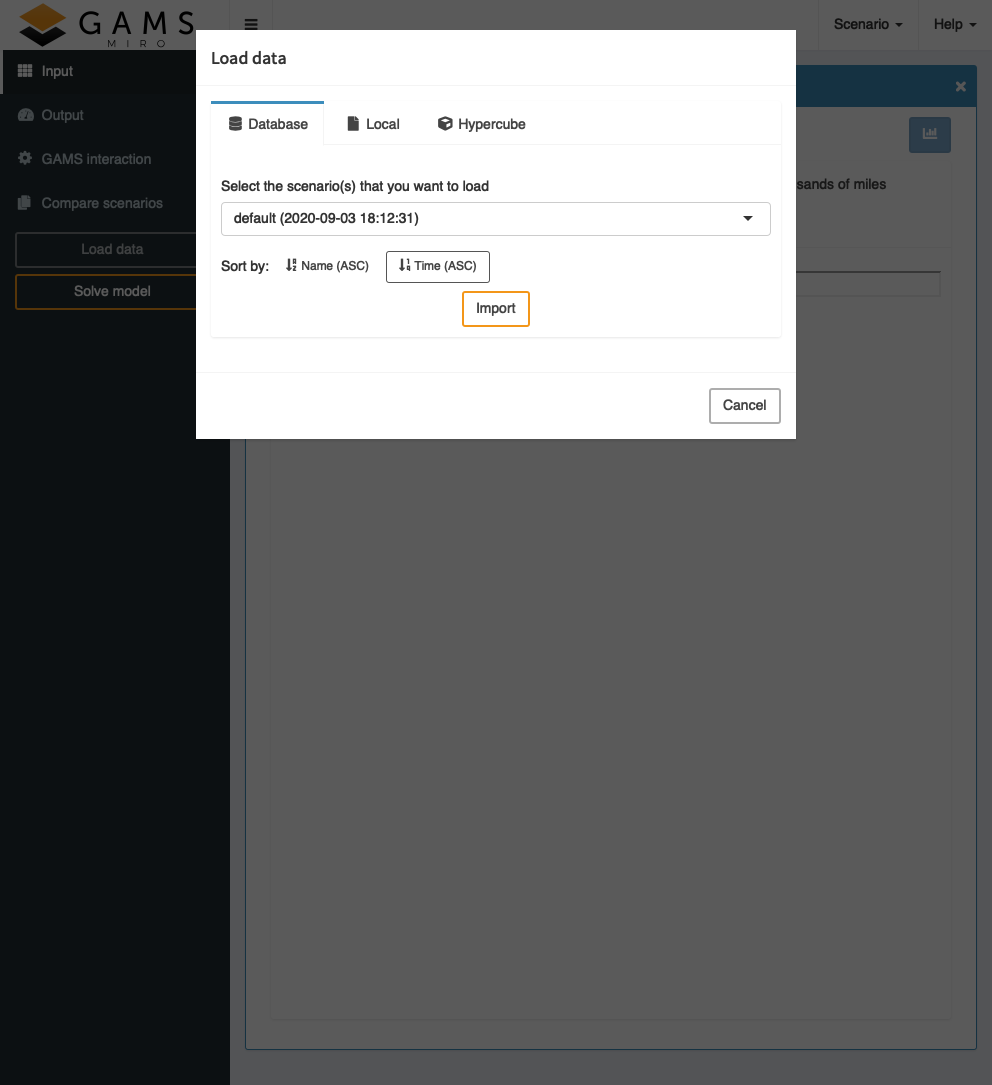 GAMS
MIRO
Scenario
Help
Load data
Input
Output
GAMS interaction
Compare scenarios
Load data
Solve model
Database
Local
Hypercube
Select the scenario(s) that you want to load
default (2020-09-03 18:12:31)
Sort by:
Name (ASC)
Time (ASC)
Import
Cancel
of miles